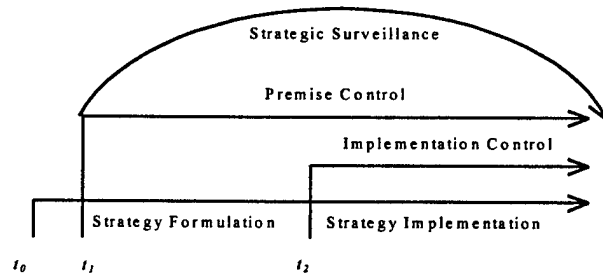 Strategic Surveillance
Premise Control
Implementation Control
Strategy Formulation Strategy Implementation
t0 t1 t2